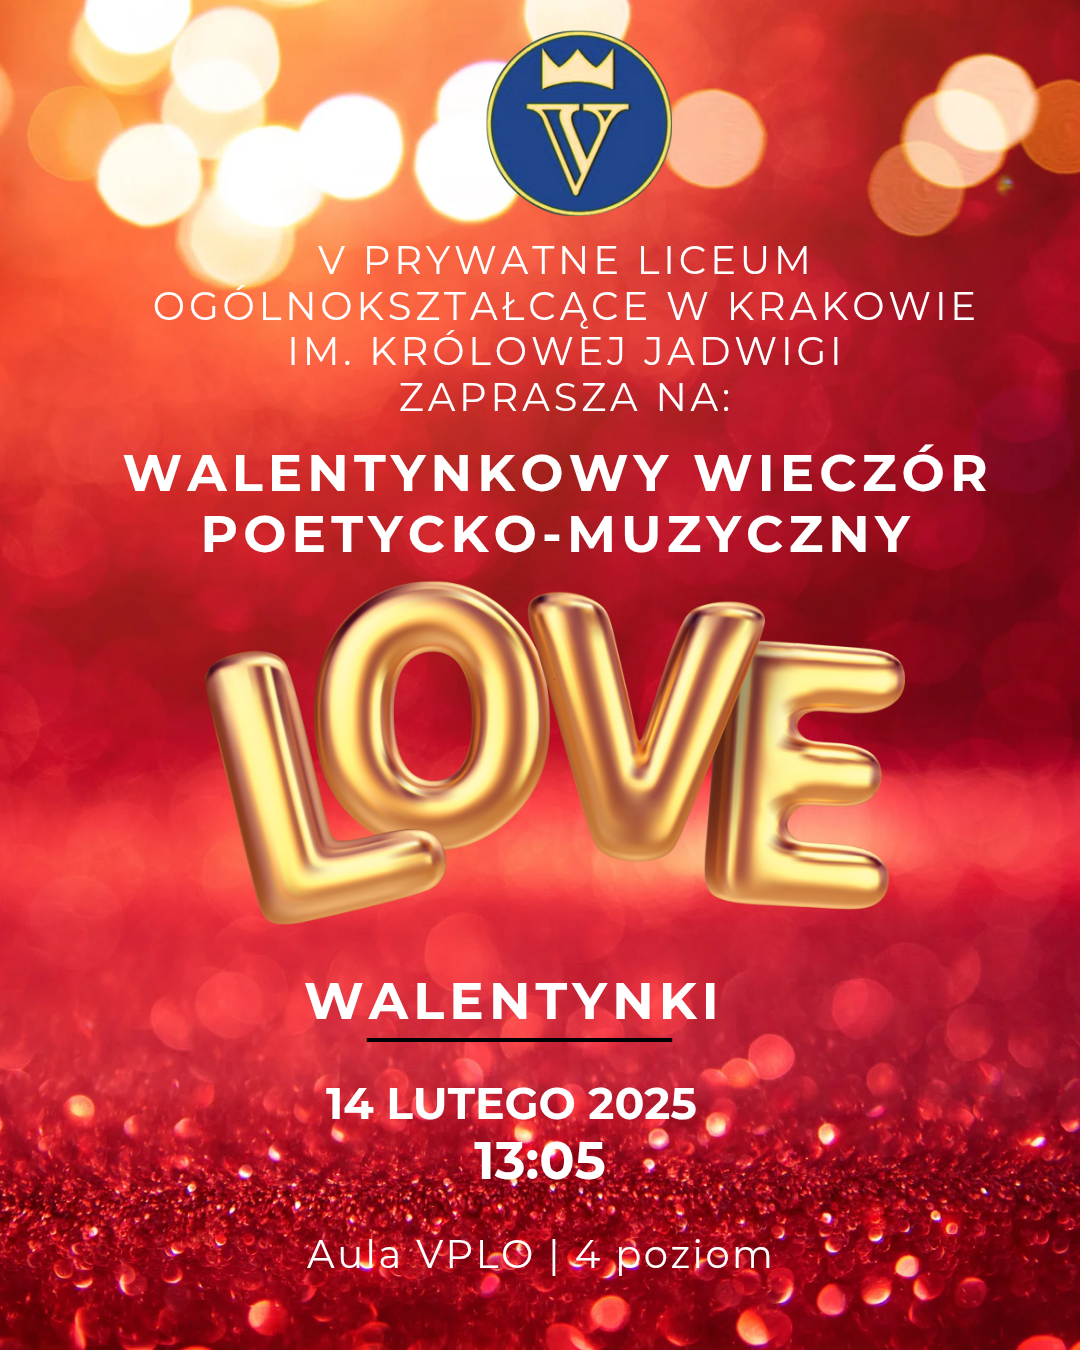 V
V PRYWATNE LICEUM
OGÓLNOKSZTAŁCĄCE W KRAKOWIE
IM. KRÓLOWEJ JADWIGI
ZAPRASZA NA:
WALENTYNKOWY WIECZÓR
POETYCKO-MUZYCZNY
LOVE
WALENTYNKI
14 LUTEGO 2025
13:05
Aula VPLO | 4 poziom